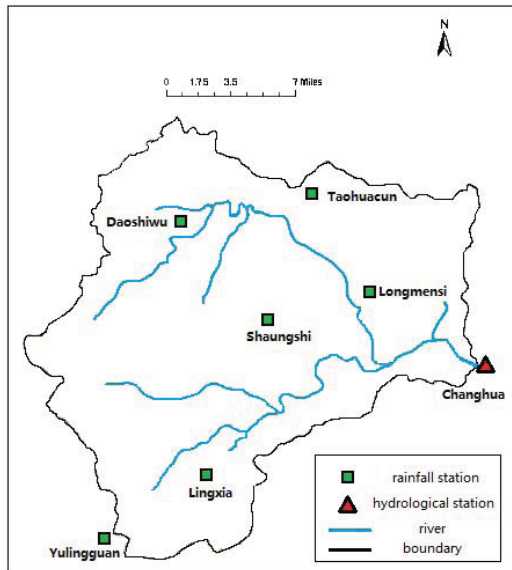 N
0 1.75 3.5 7 Miles
Taohuacun
Daoshiwu
Longmensi
Shaungshi
Changhua
Lingxia
Yulingguan
rainfall station
hydrological station
river
boundary